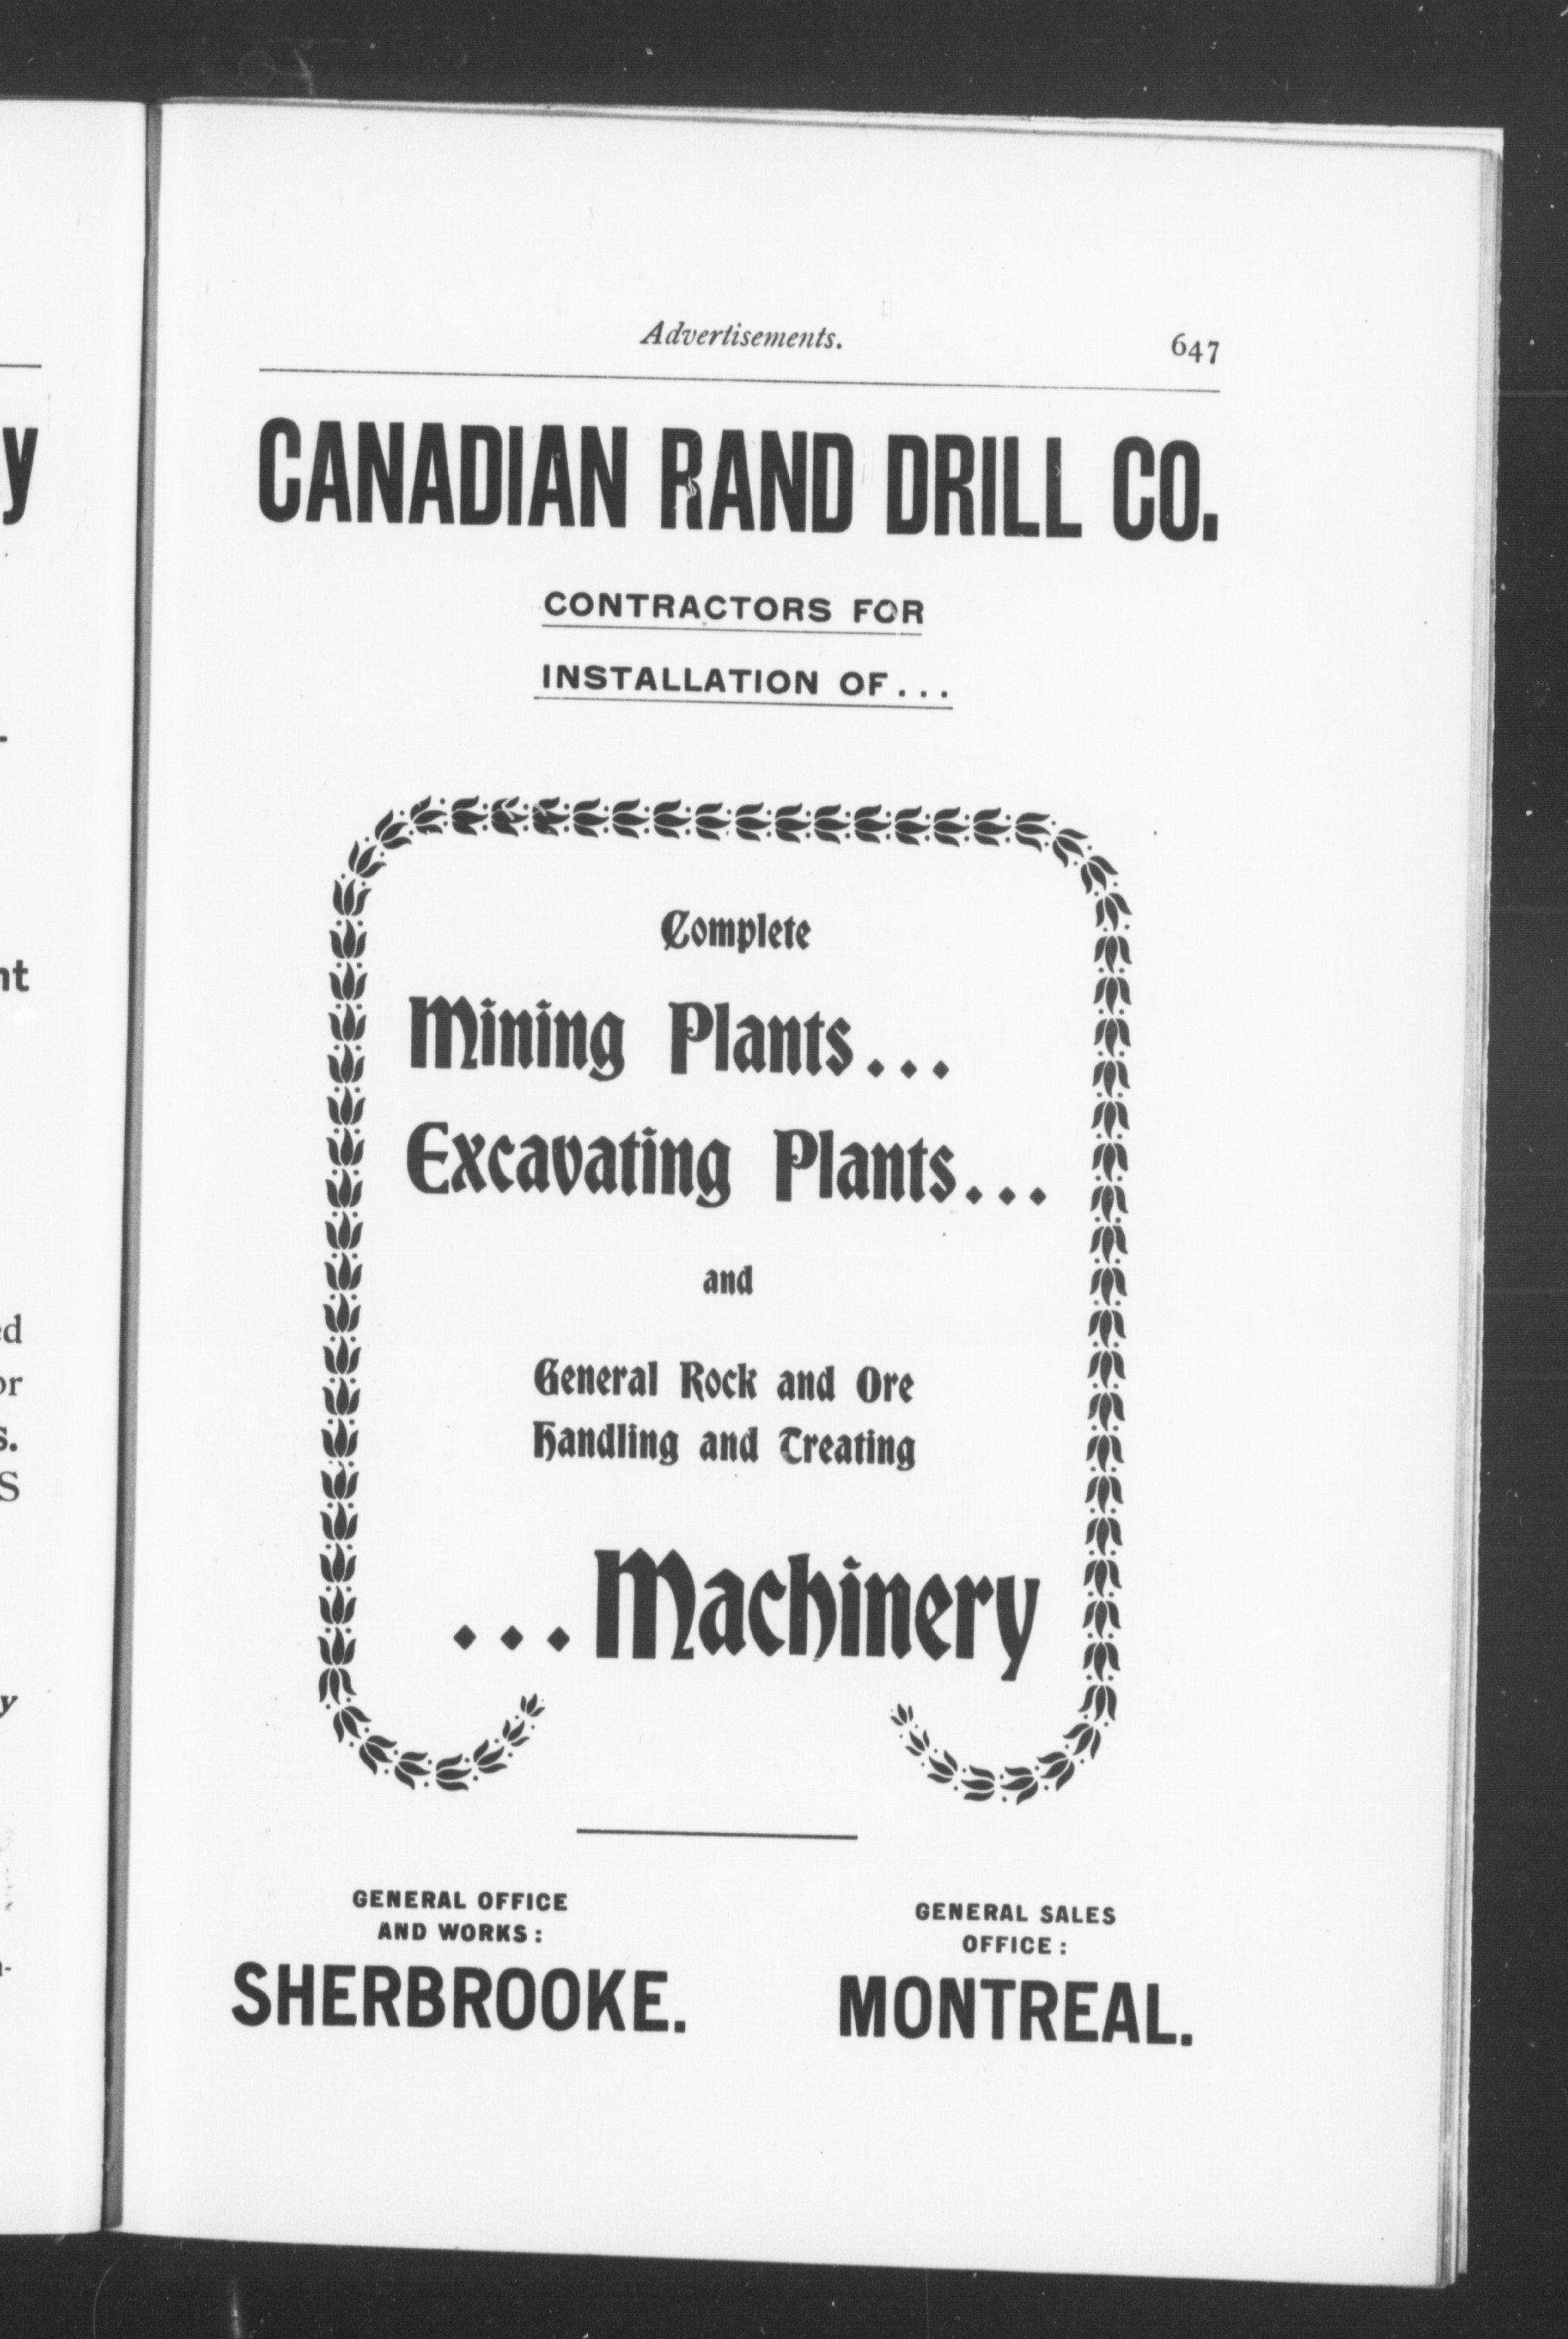 Advertisements. 647
CANADIAN RAND DRILL CO.
CONTRACTORS FOR
INSTALLATION OF...
Complete
Mining Plants...
Excavating Plants...
and
General Rock and Ore
Handling and Treating
...Machinery
GENERAL OFFICE
AND WORKS:
SHERBROOKE.
GENERAL SALES
OFFICE:
MONTREAL.